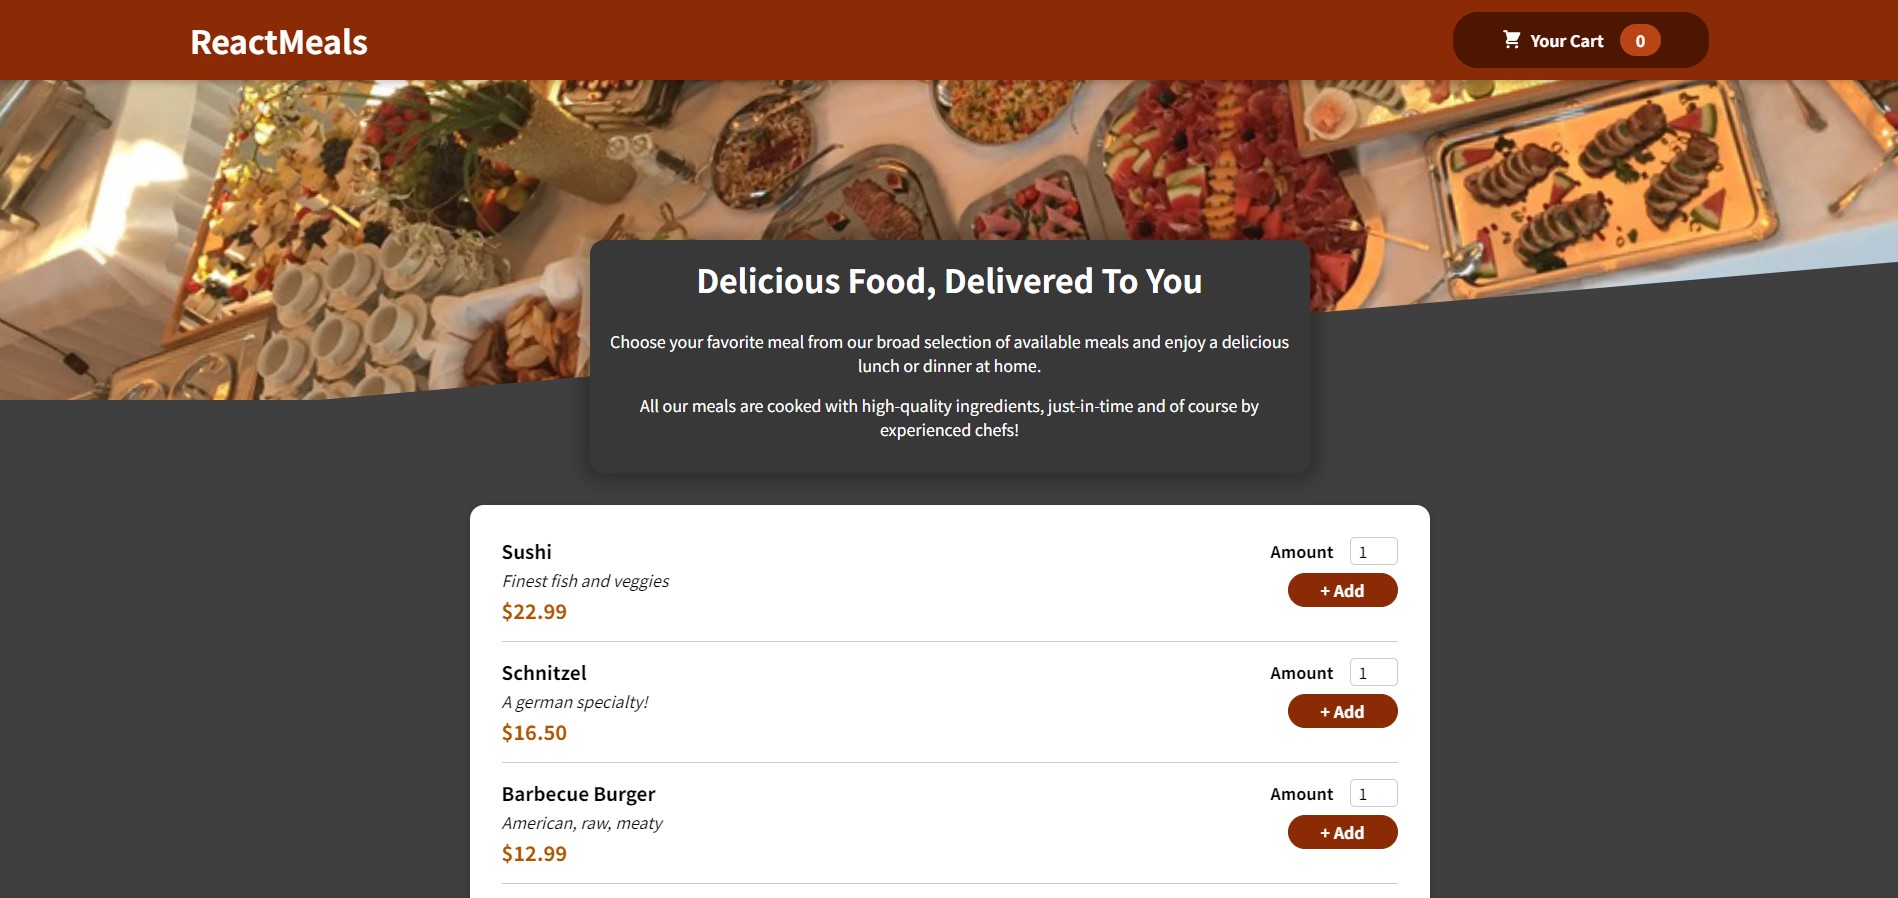 ReactMeals
Your Cart 0
Delicious Food, Delivered To You
Choose your favorite meal from our broad selection of available meals and enjoy a delicious
lunch or dinner at home.
All our meals are cooked with high-quality ingredients, just-in-time and of course by
experienced chefs!
Sushi
Amount 1
Finest fish and veggies
+ Add
$22.99
Schnitzel
Amount 1
A german specialty!
+ Add
$16.50
Barbecue Burger
Amount 1
American, raw, meaty
+ Add
$12.99